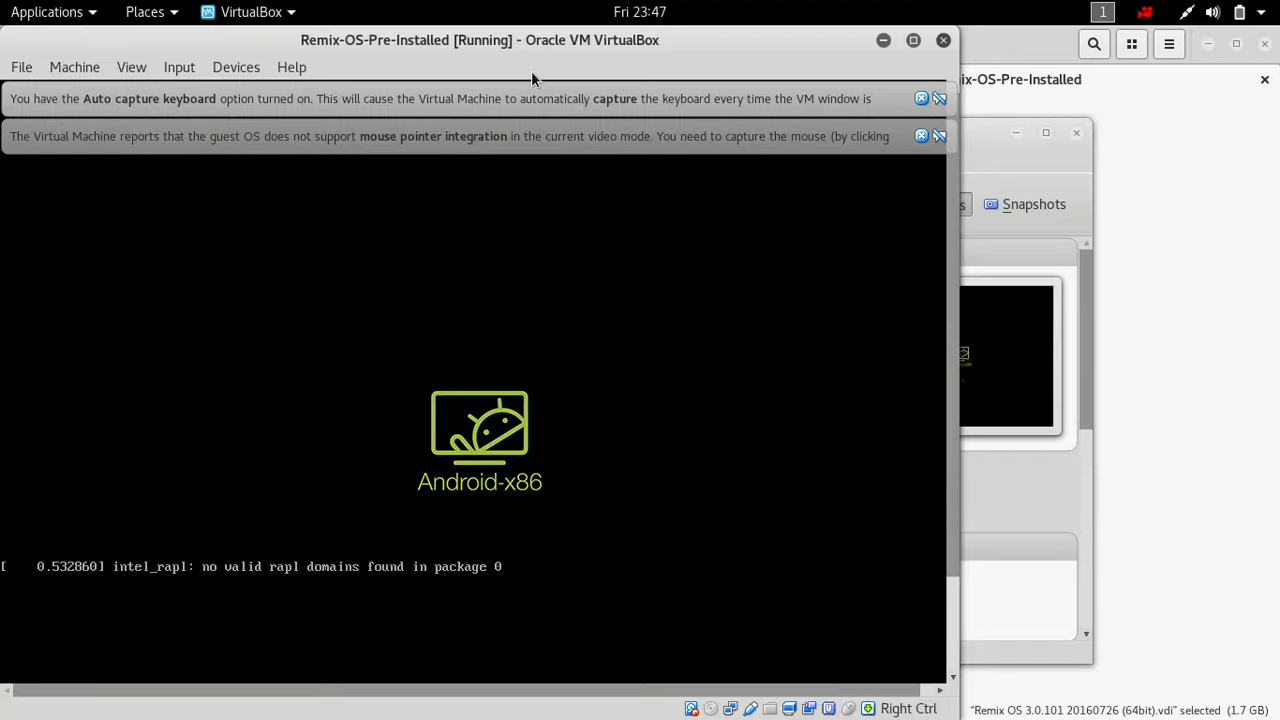 Applications Places VirtualBox Fri 23:47 1
Remix-OS-Pre-Installed [Running] - Oracle VM VirtualBox
ix-OS-Pre-Installed
File Machine View Input Devices Help
You have the Auto capture keyboard option turned on. This will cause the Virtual Machine to automatically capture the keyboard every time the VM window is
The Virtual Machine reports that the guest OS does not support mouse pointer integration in the current video mode. You need to capture the mouse (by clicking
s Snapshots
Android-x86
[ 0.532860] intel_rapl: no valid rapl domains found in package 0
Right Ctrl
“Remix OS 3.0.101 20160726 (64bit).vdi” selected (1.7 GB)